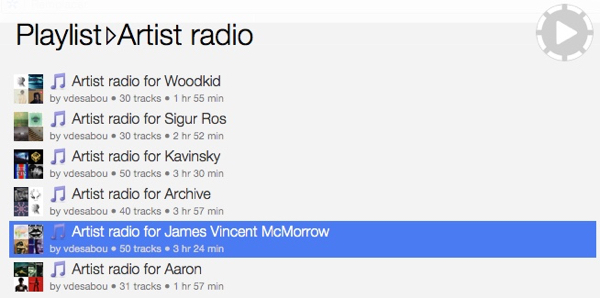 Playlist▷Artist radio
Artist radio for Woodkid
by vdesabou • 30 tracks • 1 hr 55 min
Artist radio for Sigur Ros
by vdesabou • 30 tracks • 2 hr 52 min
Artist radio for Kavinsky
by vdesabou • 50 tracks • 3 hr 30 min
Artist radio for Archive
by vdesabou • 40 tracks • 3 hr 57 min
Artist radio for James Vincent McMorrow
by vdesabou • 50 tracks • 3 hr 24 min
Artist radio for Aaron
by vdesabou • 31 tracks • 1 hr 57 min